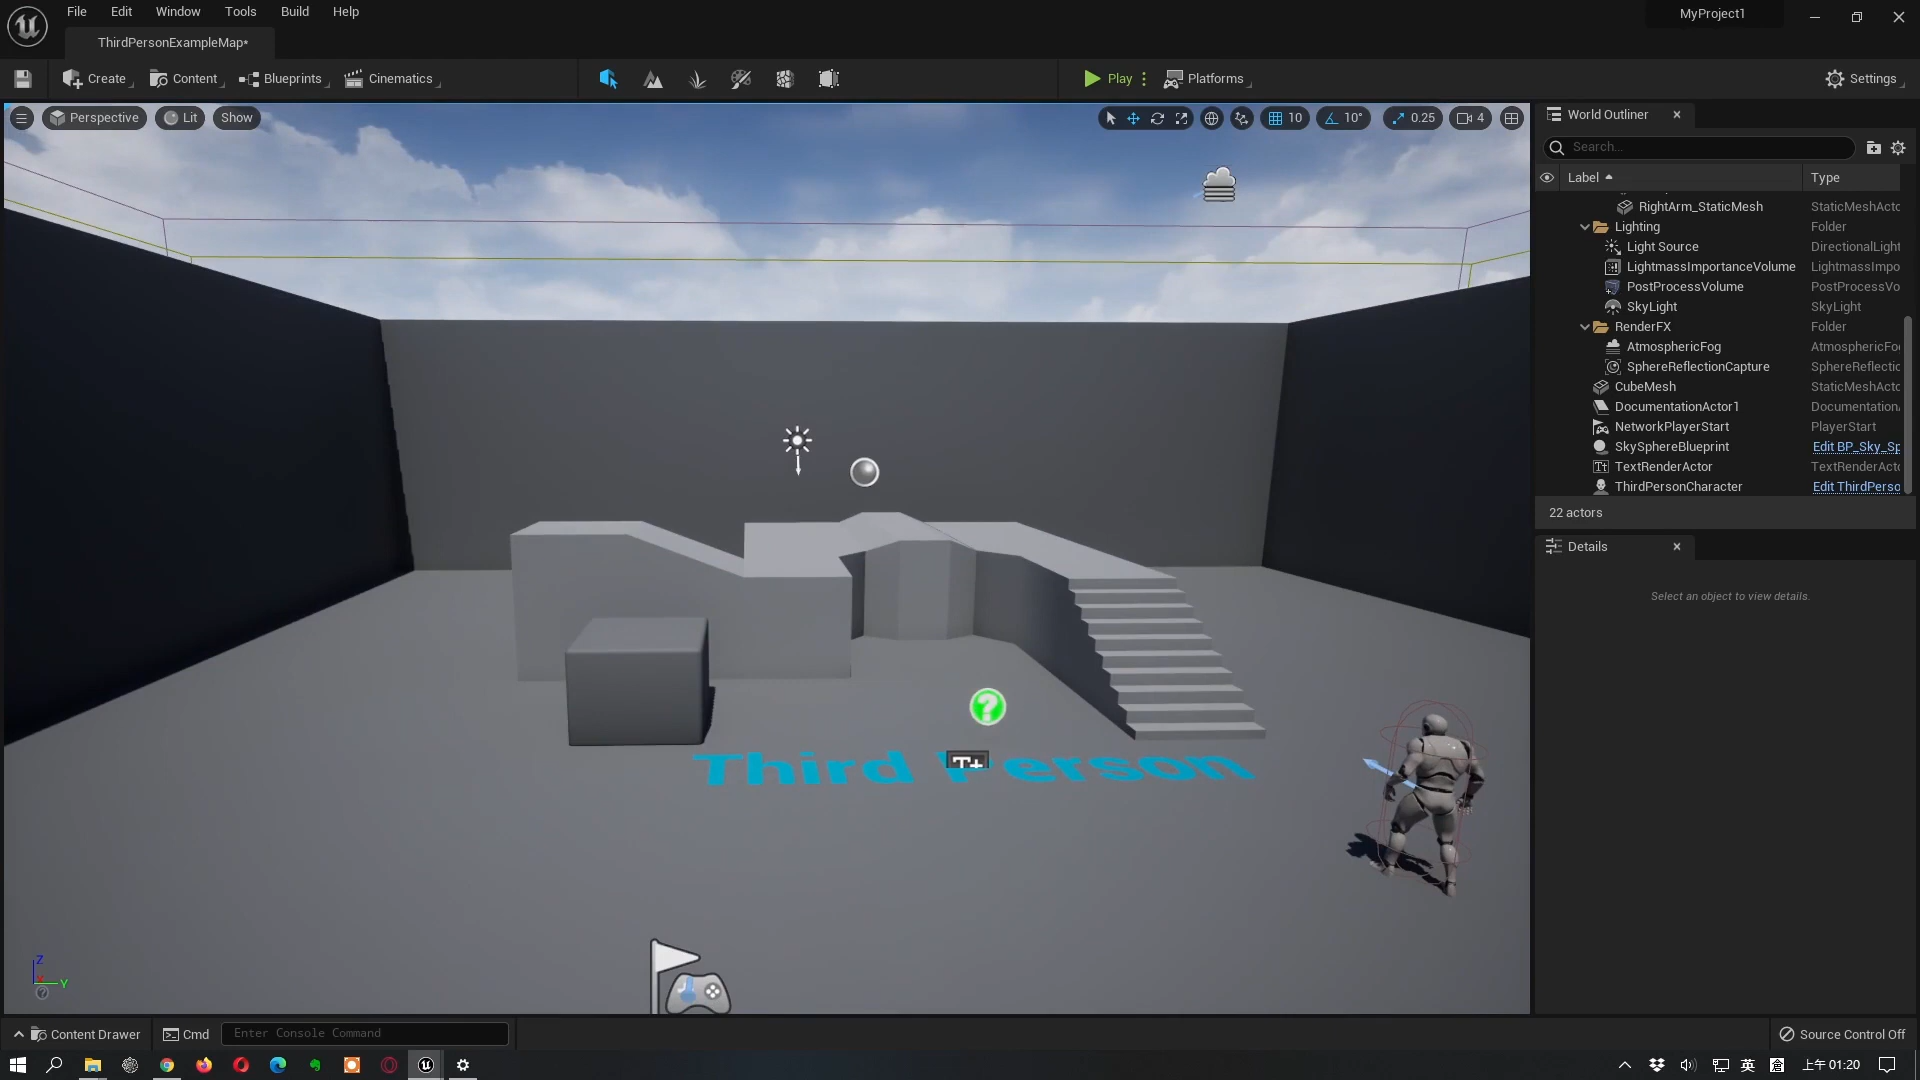 File Edit Window Tools Build Help
MyProject1
ThirdPersonExampleMap*
Create Content Blueprints Cinematics Play Platforms Settings
Perspective Lit Show 10 10° 0.25 4
World Outliner
Search...
Label Type
RightArm_StaticMesh StaticMeshActo
Lighting Folder
Light Source DirectionalLight
LightmassImportanceVolume LightmassImpo
PostProcessVolume PostProcessVo
SkyLight SkyLight
RenderFX Folder
AtmosphericFog AtmosphericFo
SphereReflectionCapture SphereReflectio
CubeMesh StaticMeshActo
DocumentationActor1 Documentation
NetworkPlayerStart PlayerStart
SkySphereBlueprint Edit BP_Sky_Sp
TextRenderActor TextRenderActo
ThirdPersonCharacter Edit ThirdPerso
22 actors
Details
Select an object to view details.
Third Person
T+
Z
X
Y
Content Drawer Cmd Enter Console Command Source Control Off
英 上午 01:20